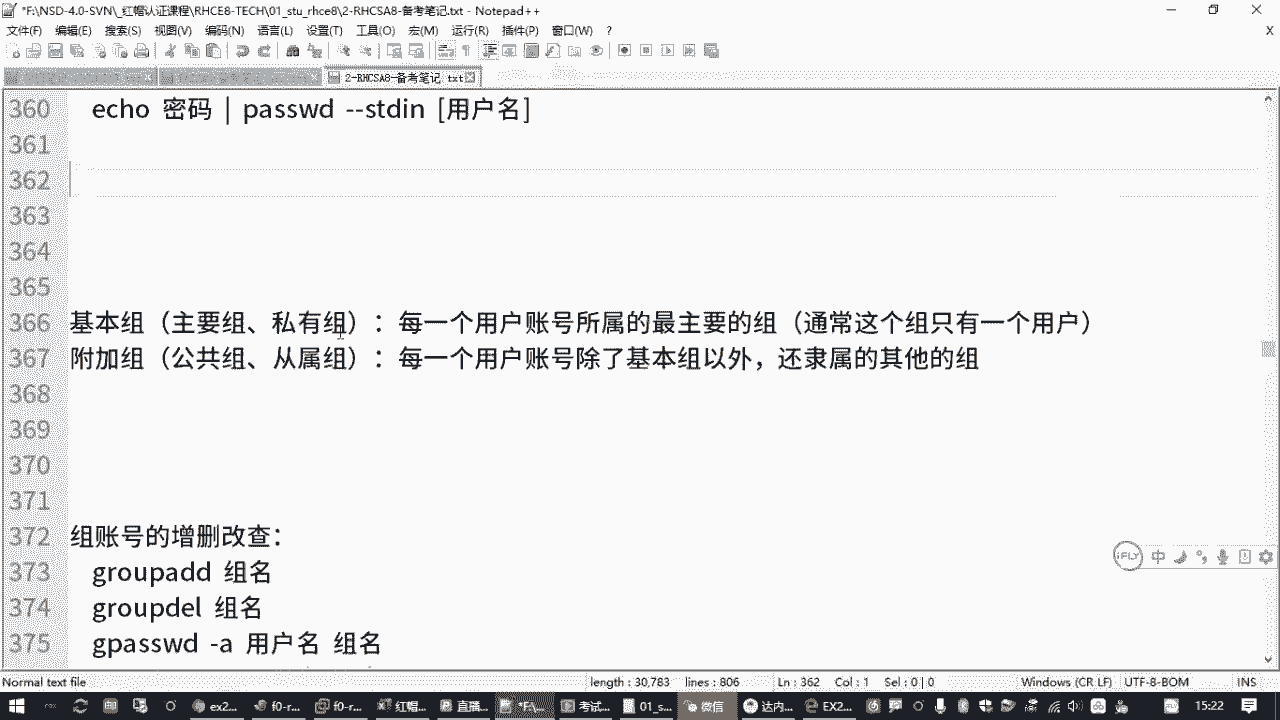 *F:\NSD-4.0-SVN\_红帽认证课程\RHCE8-TECH\01_stu_rhce8\2-RHCSA8-备考笔记.txt - Notepad++
文件(F) 编辑(E) 搜索(S) 视图(V) 编码(N) 语言(L) 设置(T) 工具(O) 宏(M) 运行(R) 插件(P) 窗口(W) ? X
2-RHCSA8-备考笔记.txt
360 echo 密码 | passwd --stdin [用户名]
361
362
363
364
365
366 基本组（主要组、私有组）：每一个用户账号所属的最主要的组（通常这个组只有一个用户）
367 附加组（公共组、从属组）：每一个用户账号除了基本组以外，还隶属的其他的组
368
369
370
371
372 组账号的增删改查：
373 groupadd 组名
374 groupdel 组名
375 gpasswd -a 用户名 组名
iFLY 中
Normal text file length : 30,783 lines : 806 Ln : 362 Col : 1 Sel : 0 | 0 Windows (CR LF) UTF-8-BOM INS
ex2... f0-r... f0-r... 红帽... 直播... *F:\... 考试... 01_s... 微信 达内... EX2... 15:22